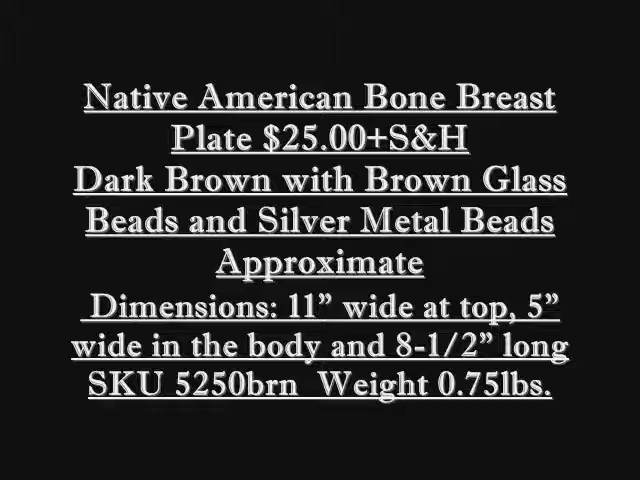 Native American Bone Breast
Plate $25.00+S&H
Dark Brown with Brown Glass
Beads and Silver Metal Beads
Approximate
Dimensions: 11” wide at top, 5”
wide in the body and 8-1/2” long
SKU 5250brn  Weight 0.75lbs.